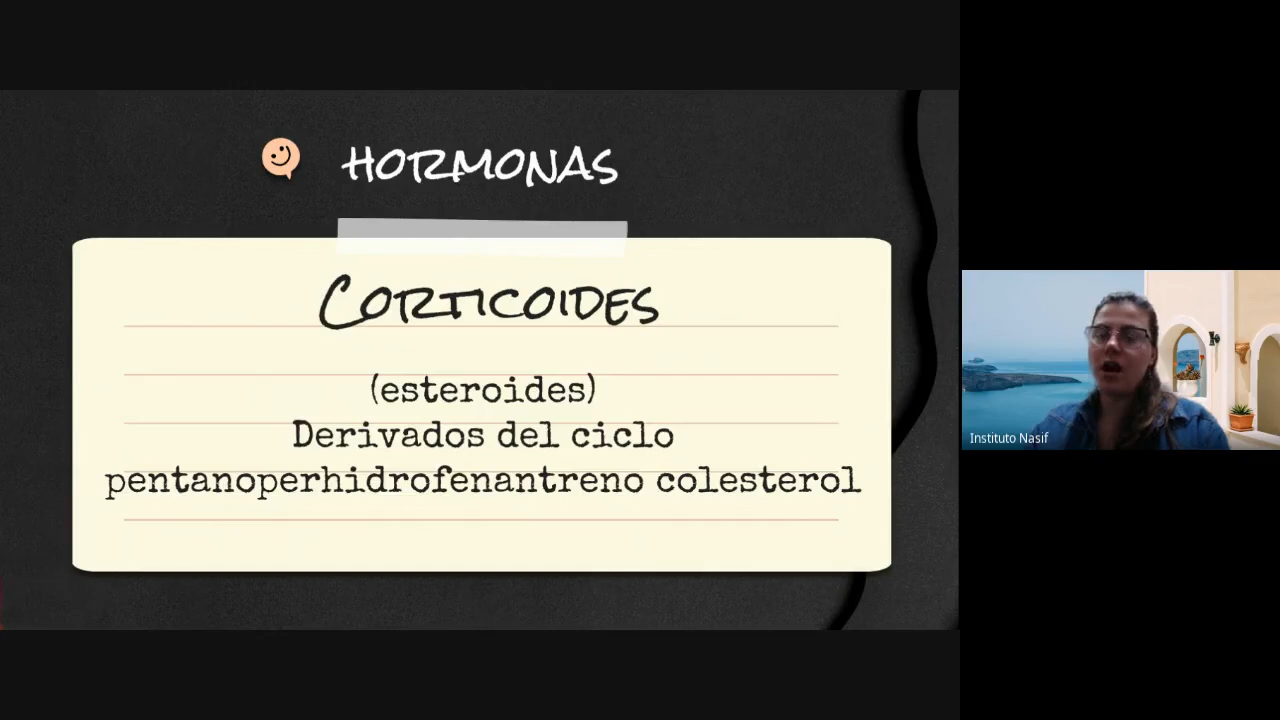 HORMONAS
CORTICOIDES
(esteroides)
Derivados del ciclo
pentanoperhidrofenantreno colesterol
Instituto Nasif